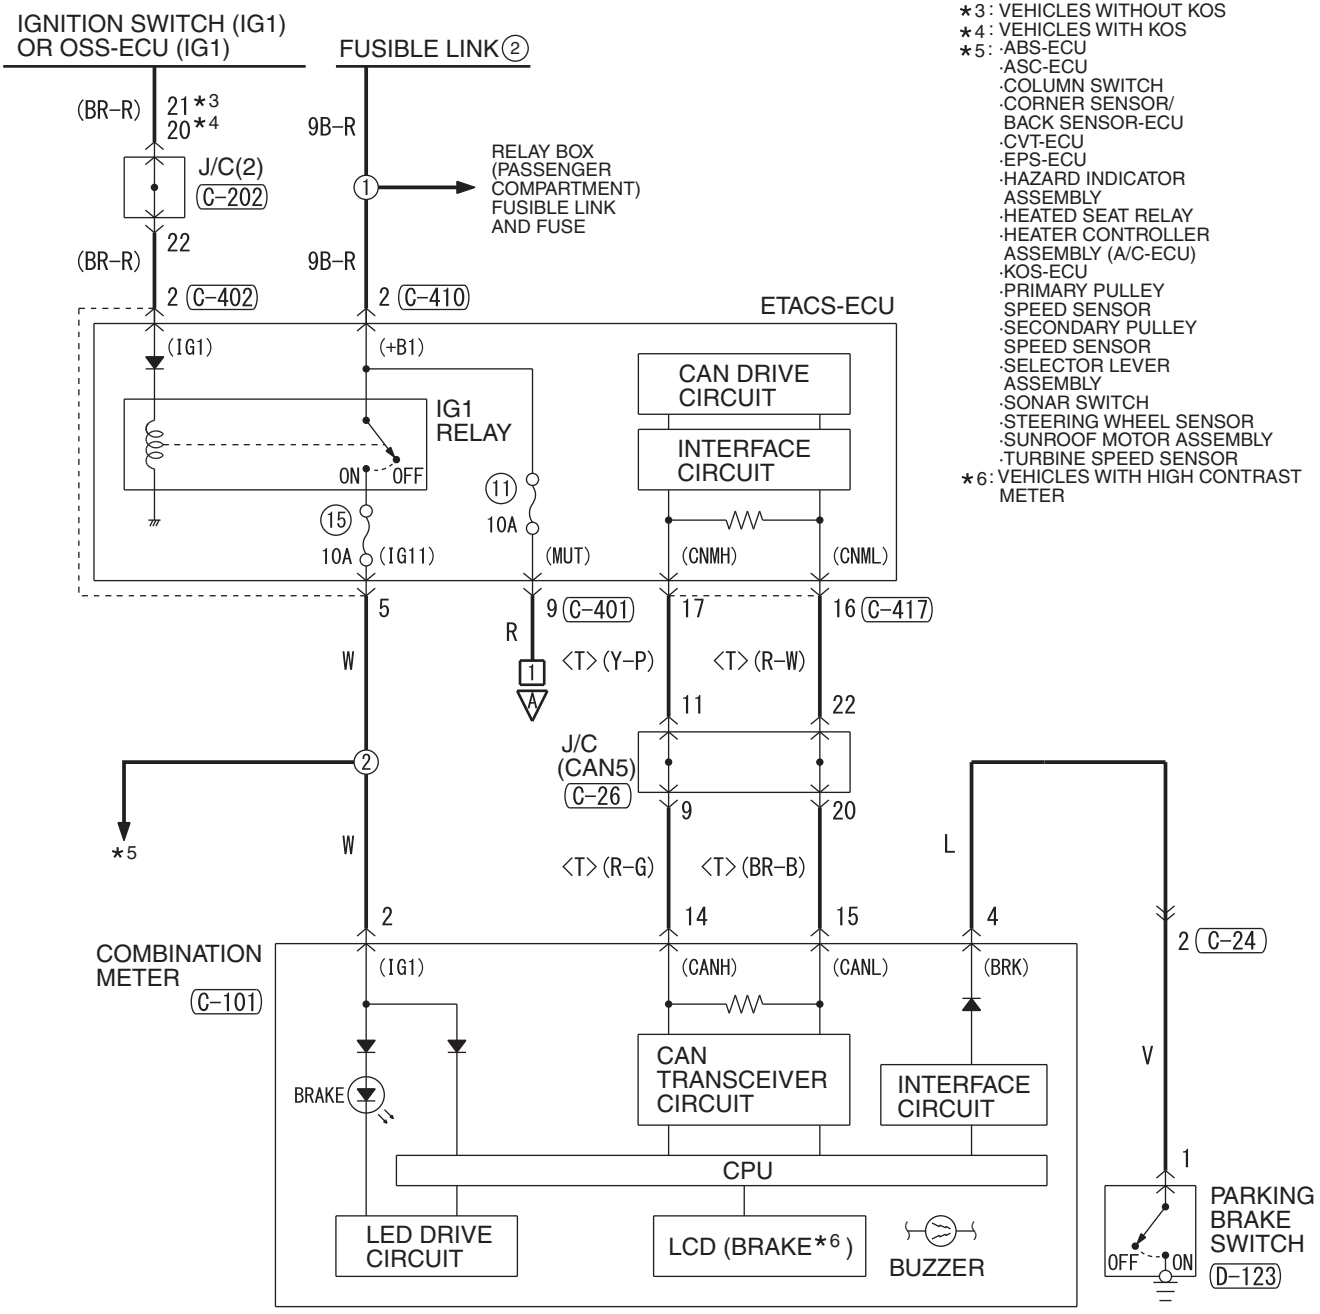 IGNITION SWITCH (IG1)
OR OSS-ECU (IG1)
FUSIBLE LINK ②
*3: VEHICLES WITHOUT KOS
*4: VEHICLES WITH KOS
*5: ·ABS-ECU
·ASC-ECU
·COLUMN SWITCH
·CORNER SENSOR/
BACK SENSOR-ECU
·CVT-ECU
·EPS-ECU
·HAZARD INDICATOR
ASSEMBLY
·HEATED SEAT RELAY
·HEATER CONTROLLER
ASSEMBLY (A/C-ECU)
·KOS-ECU
·PRIMARY PULLEY
SPEED SENSOR
·SECONDARY PULLEY
SPEED SENSOR
·SELECTOR LEVER
ASSEMBLY
·SONAR SWITCH
·STEERING WHEEL SENSOR
·SUNROOF MOTOR ASSEMBLY
·TURBINE SPEED SENSOR
*6: VEHICLES WITH HIGH CONTRAST
METER
(BR-R)
21 *3
20 *4
9B-R
J/C(2)
(C-202)
①
RELAY BOX
(PASSENGER
COMPARTMENT)
FUSIBLE LINK
AND FUSE
22
(BR-R)
9B-R
2 (C-402)
2 (C-410)
ETACS-ECU
(IG1)
(+B1)
CAN DRIVE
CIRCUIT
IG1
RELAY
INTERFACE
CIRCUIT
ON
OFF
⑪
10A
⑮
10A
(IG11)
(MUT)
(CNMH)
(CNML)
5
9 (C-401)
17
16 (C-417)
R
W
1
A
<T>(Y-P)
<T>(R-W)
11
22
J/C
(CAN5)
(C-26)
②
9
20
*5
W
<T>(R-G)
<T>(BR-B)
L
2
14
15
4
2 (C-24)
COMBINATION
METER
(C-101)
(IG1)
(CANH)
(CANL)
(BRK)
CAN
TRANSCEIVER
CIRCUIT
V
BRAKE
INTERFACE
CIRCUIT
CPU
1
LED DRIVE
CIRCUIT
LCD (BRAKE*6)
BUZZER
PARKING
BRAKE
SWITCH
(D-123)
OFF
ON